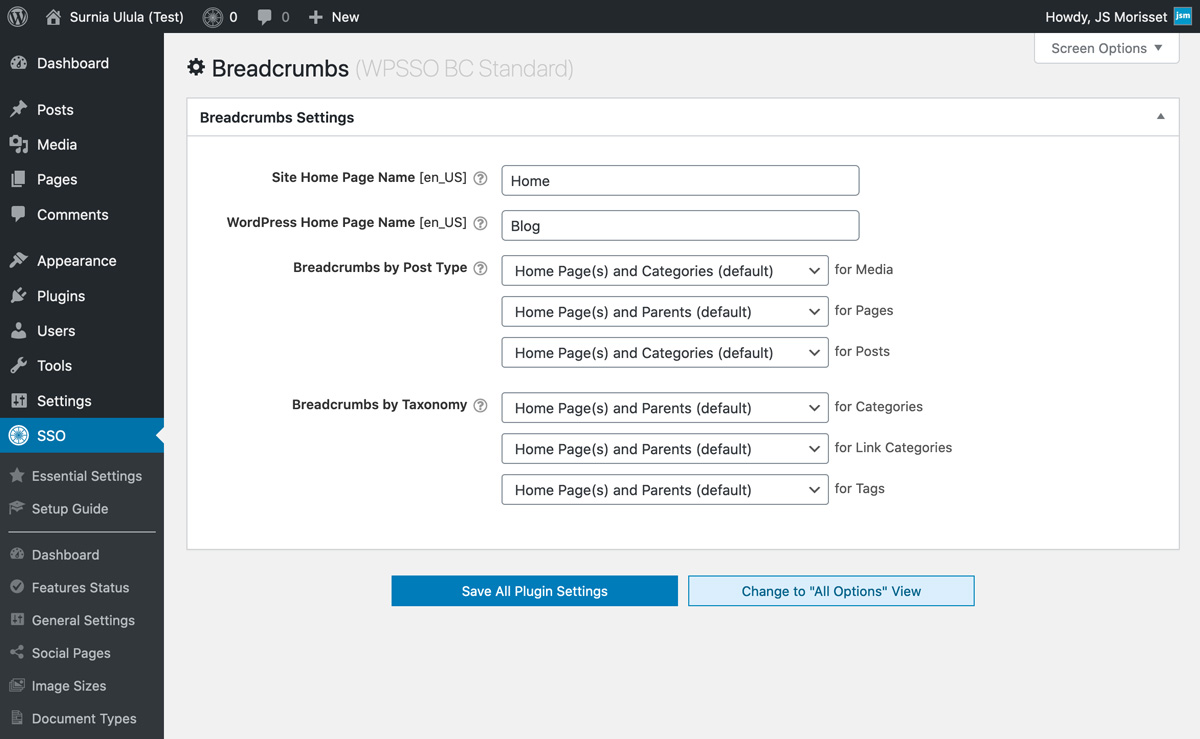 Surnia Ulula (Test) 0 0 New Howdy, JS Morisset jsm
Screen Options
Dashboard
Posts
Media
Pages
Comments
Appearance
Plugins
Users
Tools
Settings
SSO
Essential Settings
Setup Guide
Dashboard
Features Status
General Settings
Social Pages
Image Sizes
Document Types
Breadcrumbs (WPSSO BC Standard)
Breadcrumbs Settings
Site Home Page Name [en_US] ? Home
WordPress Home Page Name [en_US] ? Blog
Breadcrumbs by Post Type ? Home Page(s) and Categories (default) for Media
Home Page(s) and Parents (default) for Pages
Home Page(s) and Categories (default) for Posts
Breadcrumbs by Taxonomy ? Home Page(s) and Parents (default) for Categories
Home Page(s) and Parents (default) for Link Categories
Home Page(s) and Parents (default) for Tags
Save All Plugin Settings Change to "All Options" View